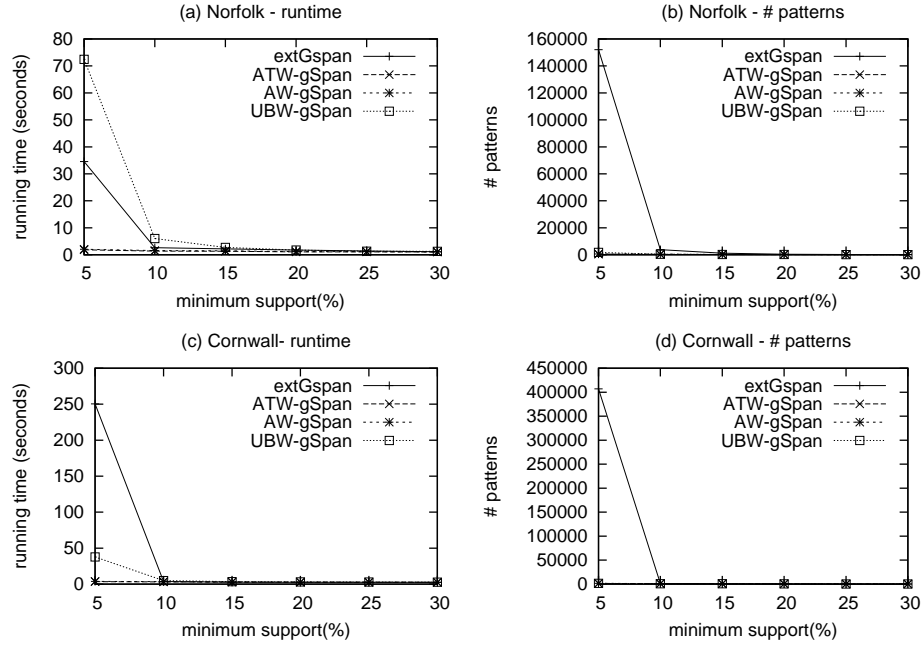 (a) Norfolk - runtime
running time (seconds)
80
70
60
50
40
30
20
10
0
extGspan
ATW-gSpan
AW-gSpan
UBW-gSpan
5 10 15 20 25 30
minimum support(%)
(b) Norfolk - # patterns
# patterns
160000
140000
120000
100000
80000
60000
40000
20000
0
extGspan
ATW-gSpan
AW-gSpan
UBW-gSpan
5 10 15 20 25 30
minimum support(%)
(c) Cornwall- runtime
running time (seconds)
300
250
200
150
100
50
0
extGspan
ATW-gSpan
AW-gSpan
UBW-gSpan
5 10 15 20 25 30
minimum support(%)
(d) Cornwall - # patterns
# patterns
450000
400000
350000
300000
250000
200000
150000
100000
50000
0
extGspan
ATW-gSpan
AW-gSpan
UBW-gSpan
5 10 15 20 25 30
minimum support(%)